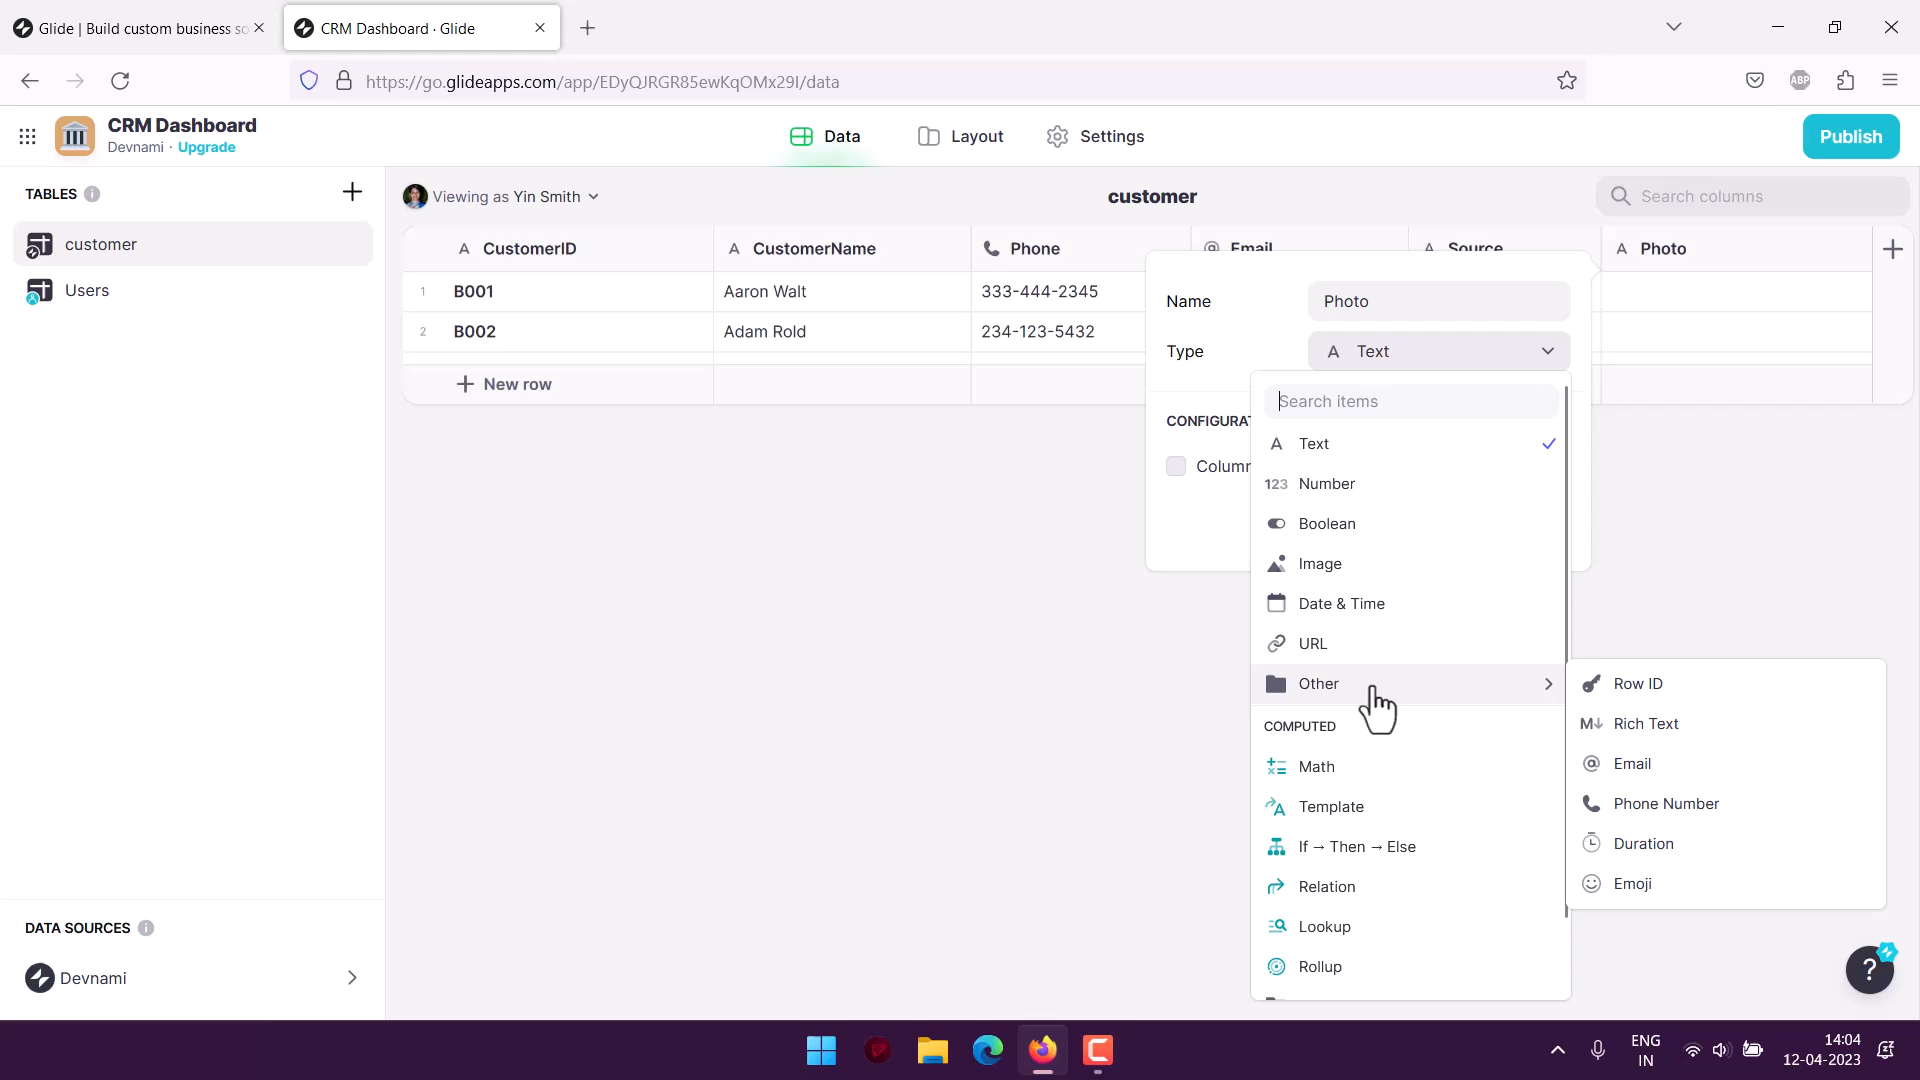 Glide | Build custom business so
CRM Dashboard · Glide
https://go.glideapps.com/app/EDyQJRGR85ewKqOMx29I/data
ABP
CRM Dashboard
Devnami · Upgrade
Data
Layout
Settings
Publish
TABLES
customer
Users
Viewing as Yin Smith
customer
Search columns
CustomerID
CustomerName
Phone
Email
Source
Photo
1 B001 Aaron Walt 333-444-2345
2 B002 Adam Rold 234-123-5432
New row
Name Photo
Type Text
CONFIGURAT
Column
Search items
Text
123 Number
Boolean
Image
Date & Time
URL
Other
COMPUTED
Math
Template
If → Then → Else
Relation
Lookup
Rollup
Row ID
Rich Text
Email
Phone Number
Duration
Emoji
DATA SOURCES
Devnami
ENG
IN
14:04
12-04-2023